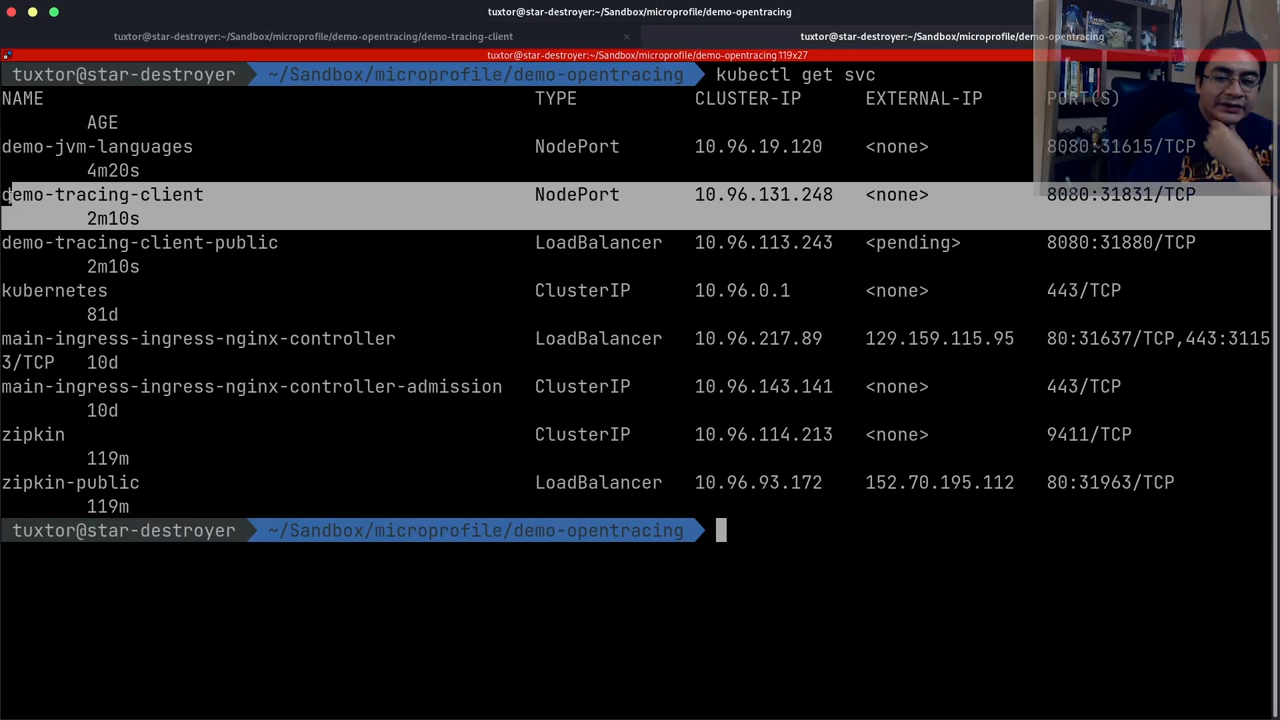 tuxtor@star-destroyer:~/Sandbox/microprofile/demo-opentracing
tuxtor@star-destroyer:~/Sandbox/microprofile/demo-opentracing/demo-tracing-client × tuxtor@star-destroyer:~/Sandbox/microprofile/demo-opentracing ×
tuxtor@star-destroyer:~/Sandbox/microprofile/demo-opentracing 119x27
tuxtor@star-destroyer ~/Sandbox/microprofile/demo-opentracing kubectl get svc
NAME TYPE CLUSTER-IP EXTERNAL-IP PORT(S)
AGE
demo-jvm-languages NodePort 10.96.19.120 <none> 8080:31615/TCP
4m20s
demo-tracing-client NodePort 10.96.131.248 <none> 8080:31831/TCP
2m10s
demo-tracing-client-public LoadBalancer 10.96.113.243 <pending> 8080:31880/TCP
2m10s
kubernetes ClusterIP 10.96.0.1 <none> 443/TCP
81d
main-ingress-ingress-nginx-controller LoadBalancer 10.96.217.89 129.159.115.95 80:31637/TCP,443:3115
3/TCP 10d
main-ingress-ingress-nginx-controller-admission ClusterIP 10.96.143.141 <none> 443/TCP
10d
zipkin ClusterIP 10.96.114.213 <none> 9411/TCP
119m
zipkin-public LoadBalancer 10.96.93.172 152.70.195.112 80:31963/TCP
119m
tuxtor@star-destroyer ~/Sandbox/microprofile/demo-opentracing